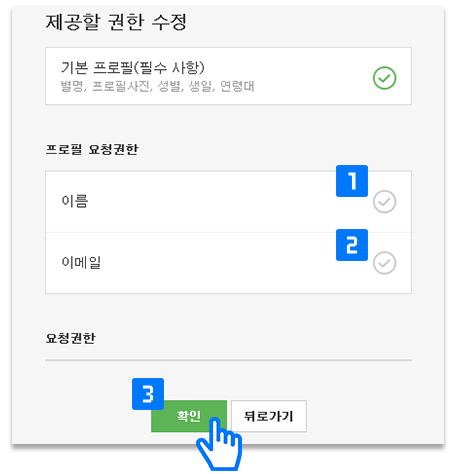 제공할 권한 수정
기본 프로필(필수 사항)
별명, 프로필사진, 성별, 생일, 연령대
프로필 요청권한
1
이름
2
이메일
요청권한
3
확인
뒤로가기